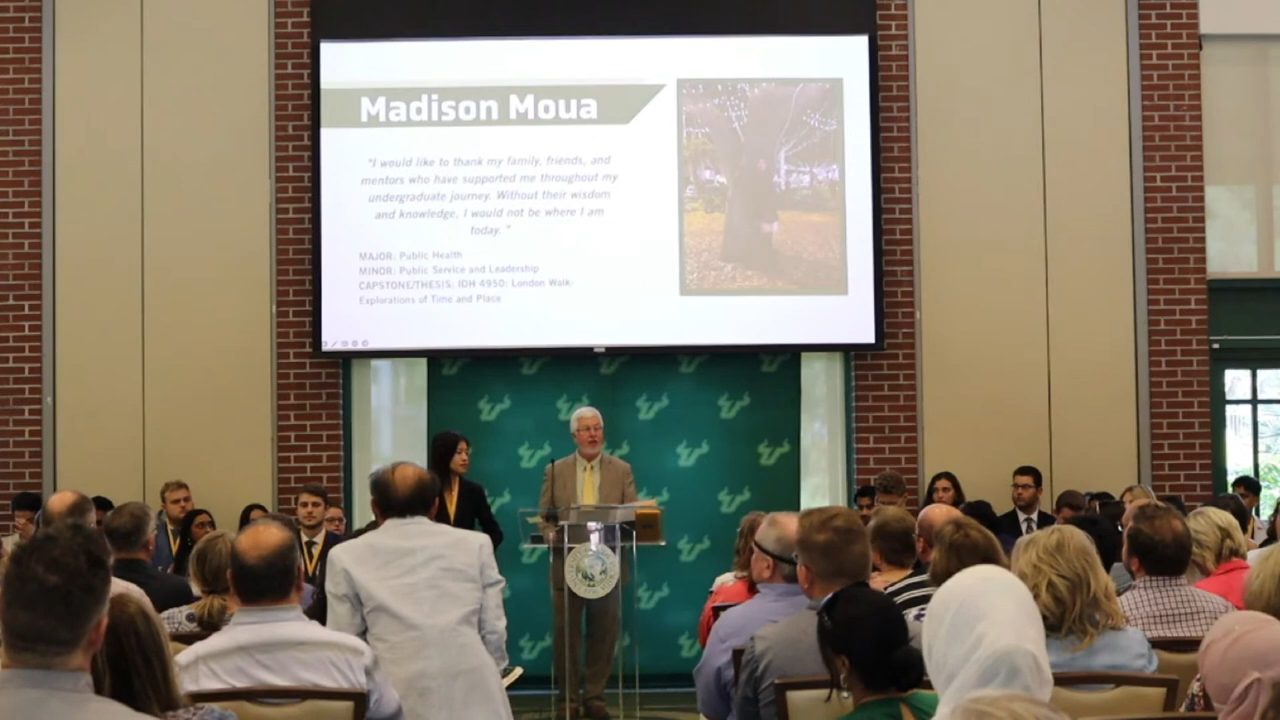 Madison Moua
"I would like to thank my family, friends, and
mentors who have supported me throughout my
undergraduate journey. Without their wisdom
and knowledge, I would not be where I am
today. "
MAJOR: Public Health
MINOR: Public Service and Leadership
CAPSTONE/THESIS: IDH 4950: London Walk:
Explorations of Time and Place